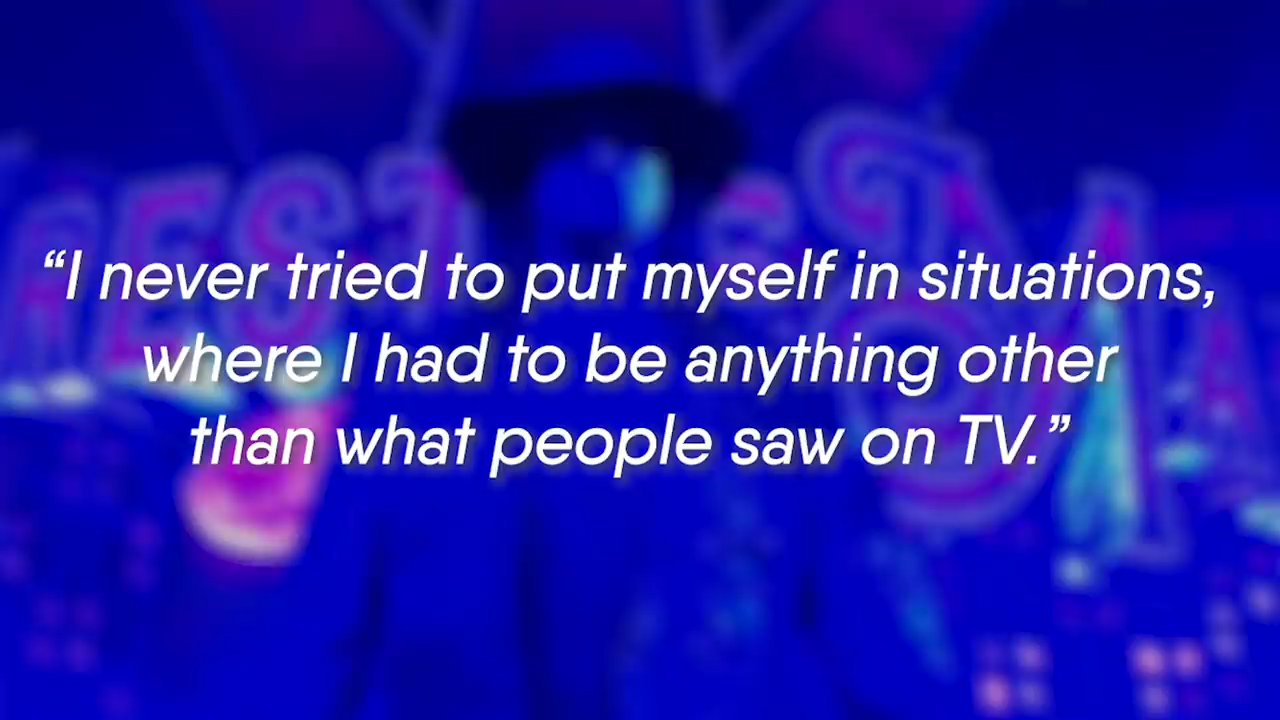 “I never tried to put myself in situations,
where I had to be anything other
than what people saw on TV.”